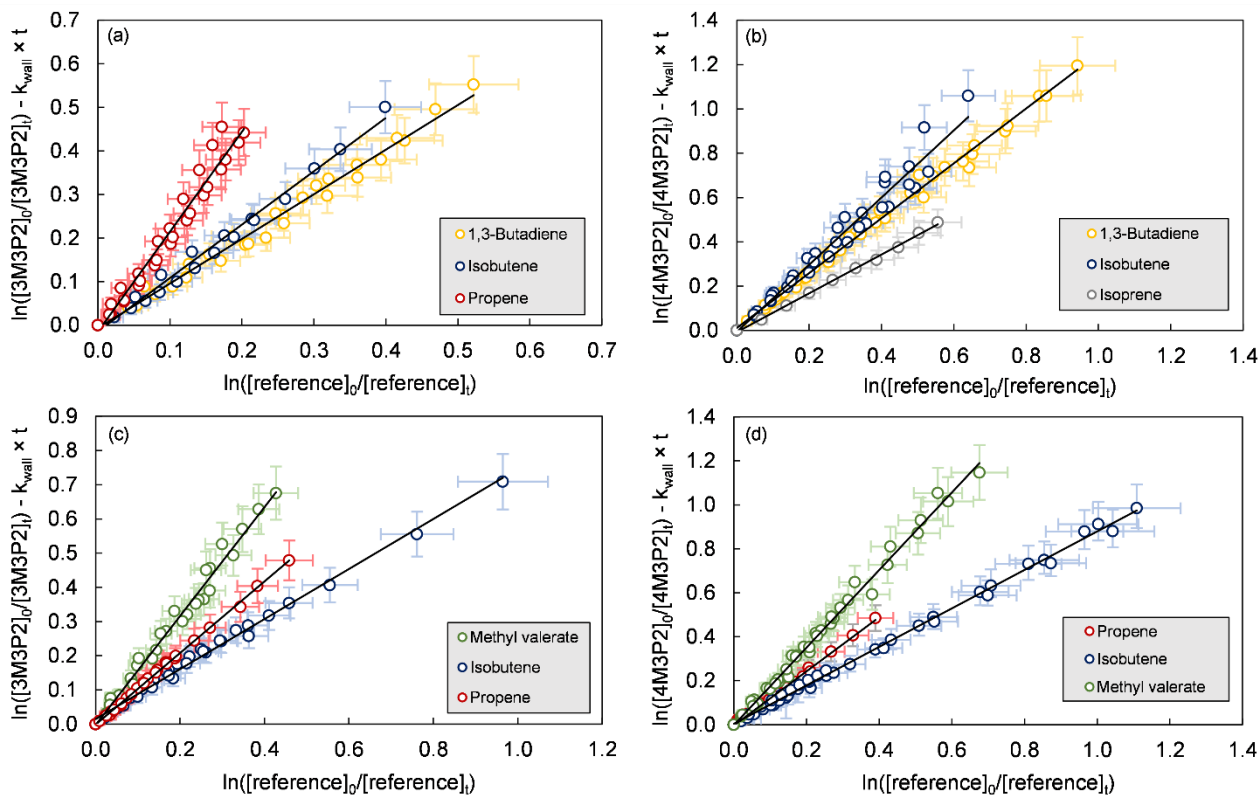 (a)
ln([3M3P2]₀/[3M3P2]ₜ) - k_wall × t
0.7
0.6
0.5
0.4
0.3
0.2
0.1
0.0
1,3-Butadiene
Isobutene
Propene
0.0 0.1 0.2 0.3 0.4 0.5 0.6 0.7
ln([reference]₀/[reference]ₜ)
(b)
ln([4M3P2]₀/[4M3P2]ₜ) - k_wall × t
1.4
1.2
1.0
0.8
0.6
0.4
0.2
0.0
1,3-Butadiene
Isobutene
Isoprene
0.0 0.2 0.4 0.6 0.8 1.0 1.2 1.4
ln([reference]₀/[reference]ₜ)
(c)
ln([3M3P2]₀/[3M3P2]ₜ) - k_wall × t
0.9
0.8
0.7
0.6
0.5
0.4
0.3
0.2
0.1
0.0
Methyl valerate
Isobutene
Propene
0.0 0.2 0.4 0.6 0.8 1.0 1.2
ln([reference]₀/[reference]ₜ)
(d)
ln([4M3P2]₀/[4M3P2]ₜ) - k_wall × t
1.4
1.2
1.0
0.8
0.6
0.4
0.2
0.0
Propene
Isobutene
Methyl valerate
0.0 0.2 0.4 0.6 0.8 1.0 1.2 1.4
ln([reference]₀/[reference]ₜ)